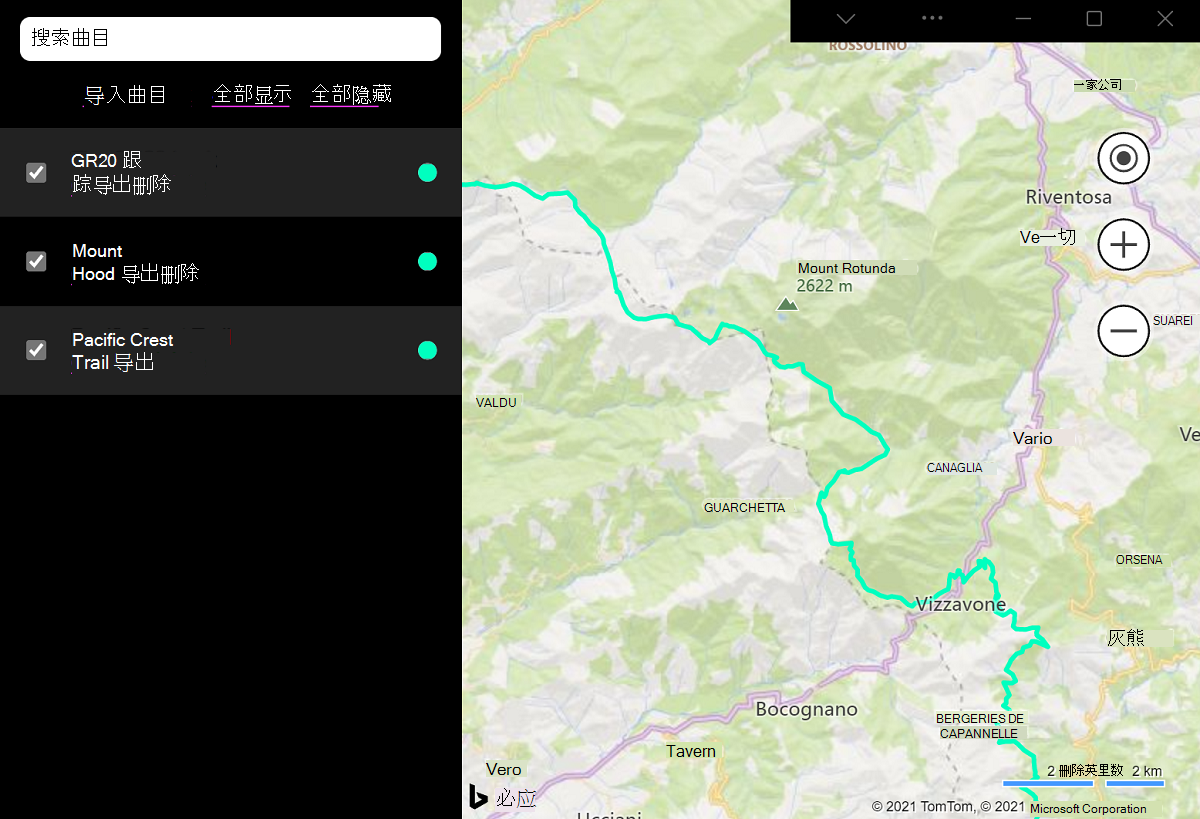 搜索曲目
导入曲目 全部显示 全部隐藏
GR20 跟
踪导出删除
Mount
Hood 导出删除
Pacific Crest
Trail 导出
ROSSOLINO
一家公司
Riventosa
Ve一切
Mount Rotunda
2622 m
SUAREI
VALDU
Vario
Ve
CANAGLIA
GUARCHETTA
ORSENA
Vizzavone
灰熊
Bocognano
BERGERIES DE
CAPANNELLE
Tavern
Vero
2 删除英里数 2 km
必应
© 2021 TomTom, © 2021 Microsoft Corporation
Ucciani